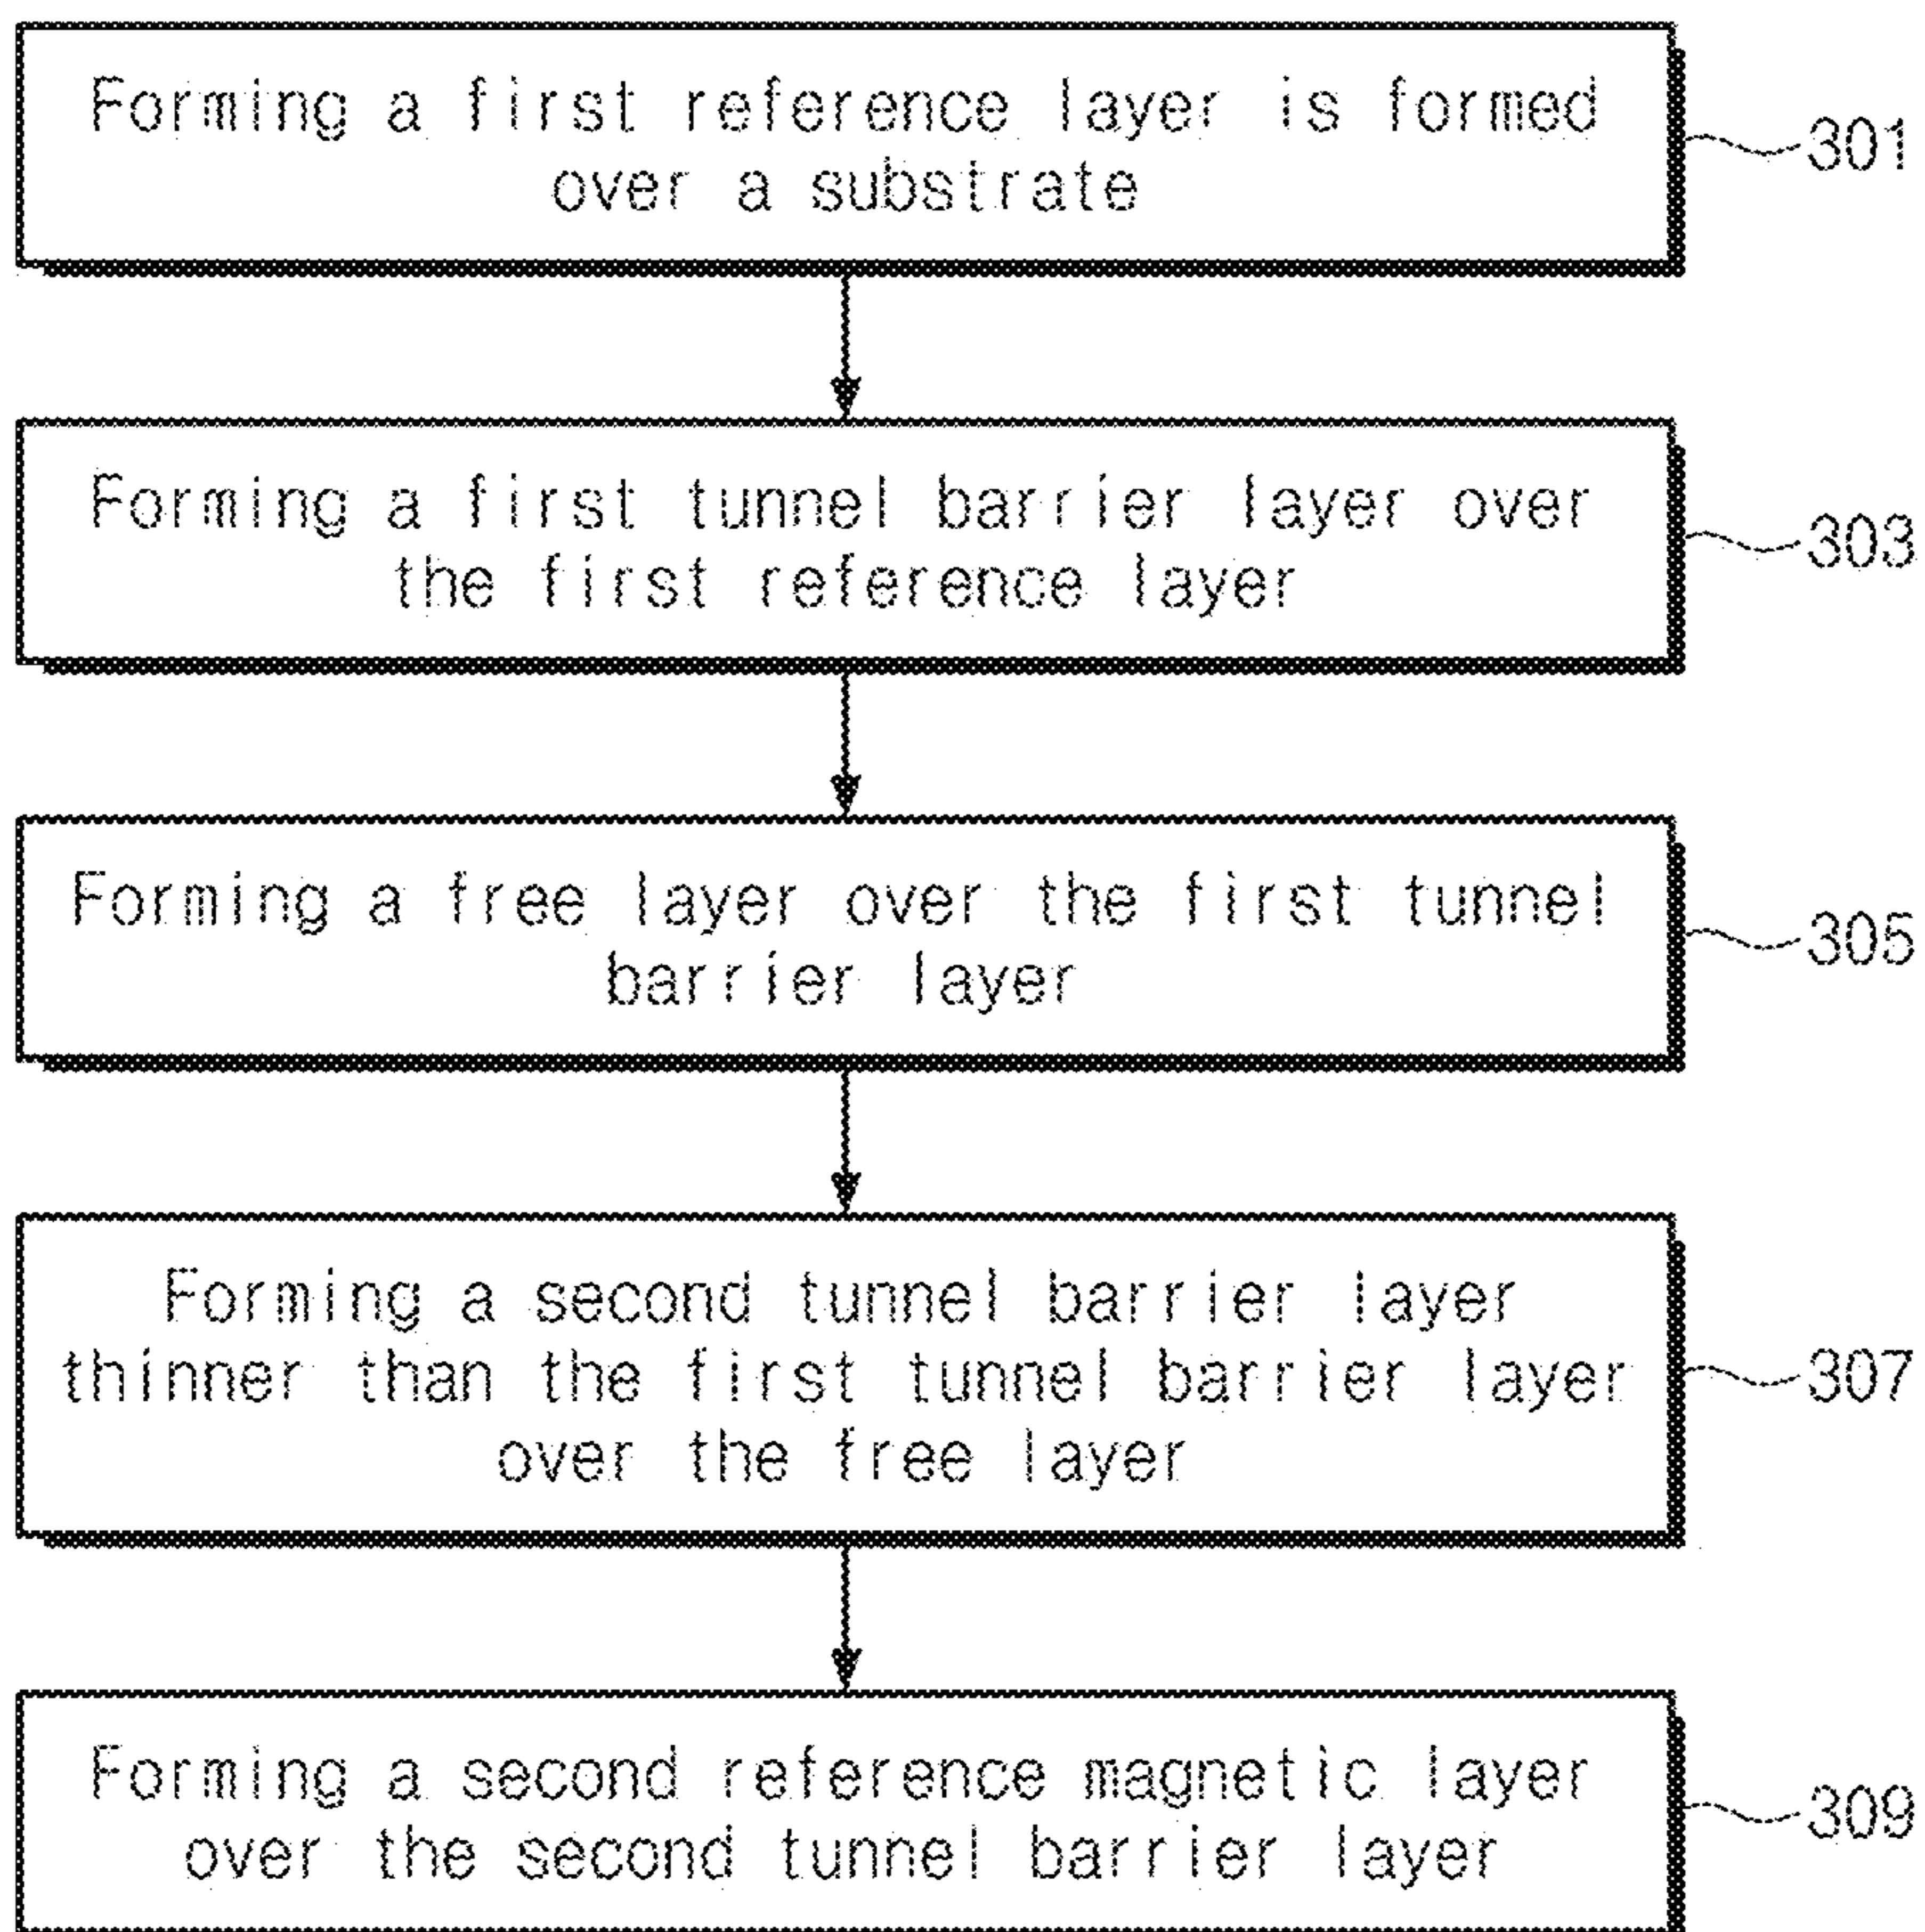 Forming a first reference layer is formed
over a substrate
301
Forming a first tunnel barrier layer over
the first reference layer
303
Forming a free layer over the first tunnel
barrier layer
305
Forming a second tunnel barrier layer
thinner than the first tunnel barrier layer
over the free layer
307
Forming a second reference magnetic layer
over the second tunnel barrier layer
309